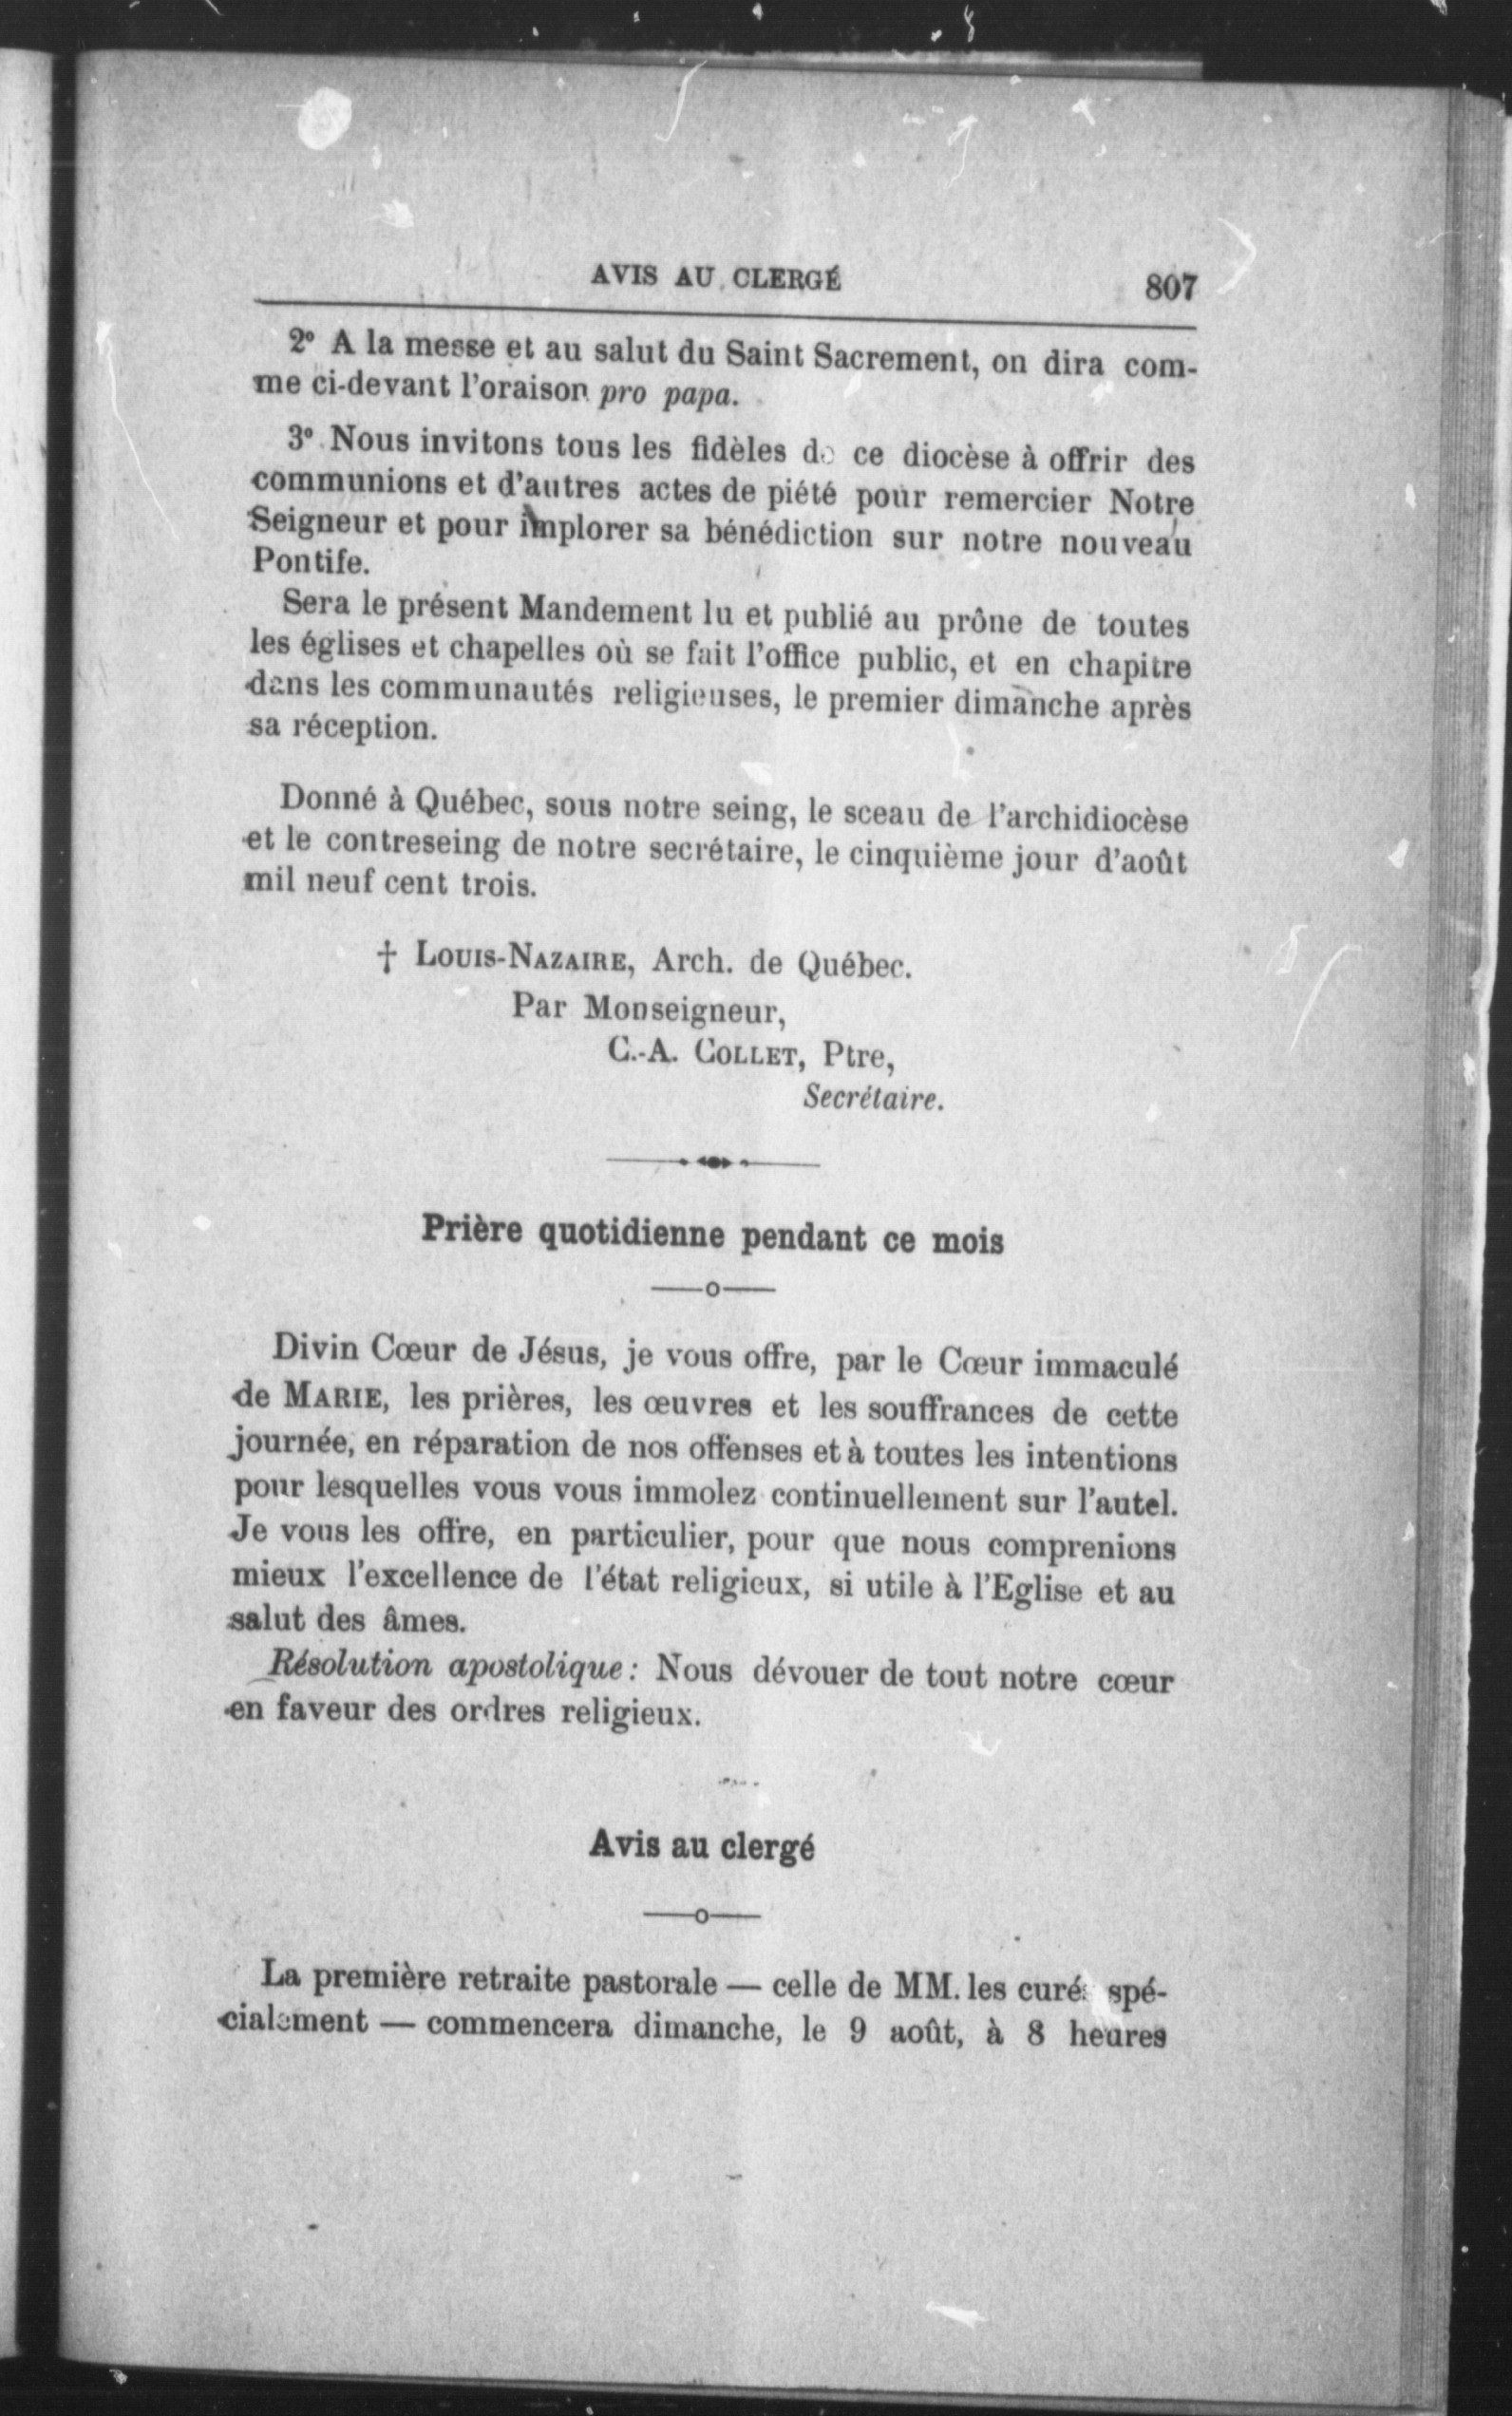 AVIS AU CLERGÉ 807
2° A la messe et au salut du Saint Sacrement, on dira com-
me ci-devant l'oraison pro papa.
3° Nous invitons tous les fidèles de ce diocèse à offrir des
communions et d'autres actes de piété pour remercier Notre
Seigneur et pour implorer sa bénédiction sur notre nouveau
Pontife.
Sera le présent Mandement lu et publié au prône de toutes
les églises et chapelles où se fait l'office public, et en chapitre
dans les communautés religieuses, le premier dimanche après
sa réception.
Donné à Québec, sous notre seing, le sceau de l'archidiocèse
et le contreseing de notre secrétaire, le cinquième jour d'août
mil neuf cent trois.
† LOUIS-NAZAIRE, Arch. de Québec.
Par Monseigneur,
C.-A. COLLET, Ptre,
Secrétaire.
Prière quotidienne pendant ce mois
Divin Cœur de Jésus, je vous offre, par le Cœur immaculé
de MARIE, les prières, les œuvres et les souffrances de cette
journée, en réparation de nos offenses et à toutes les intentions
pour lesquelles vous vous immolez continuellement sur l'autel.
Je vous les offre, en particulier, pour que nous comprenions
mieux l'excellence de l'état religieux, si utile à l'Eglise et au
salut des âmes.
Résolution apostolique : Nous dévouer de tout notre cœur
en faveur des ordres religieux.
Avis au clergé
La première retraite pastorale — celle de MM. les curés spé-
cialement — commencera dimanche, le 9 août, à 8 heures